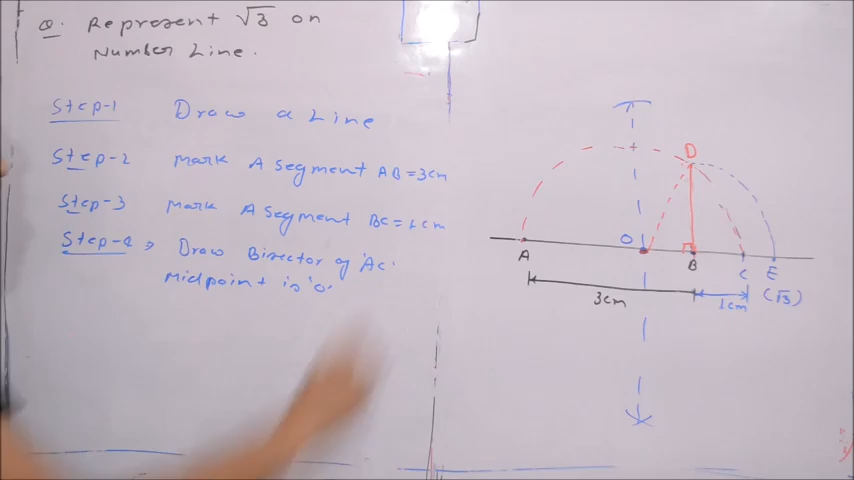 Q. Represent √3 on
Number Line.
Step-1 Draw a Line
Step-2 Mark A Segment AB=3cm
Step-3 Mark A Segment BC=1cm
Step-4 Draw Bisector of 'AC'
Midpoint is 'O'
D
O
A
B
C
E
3cm
1cm
(√3)